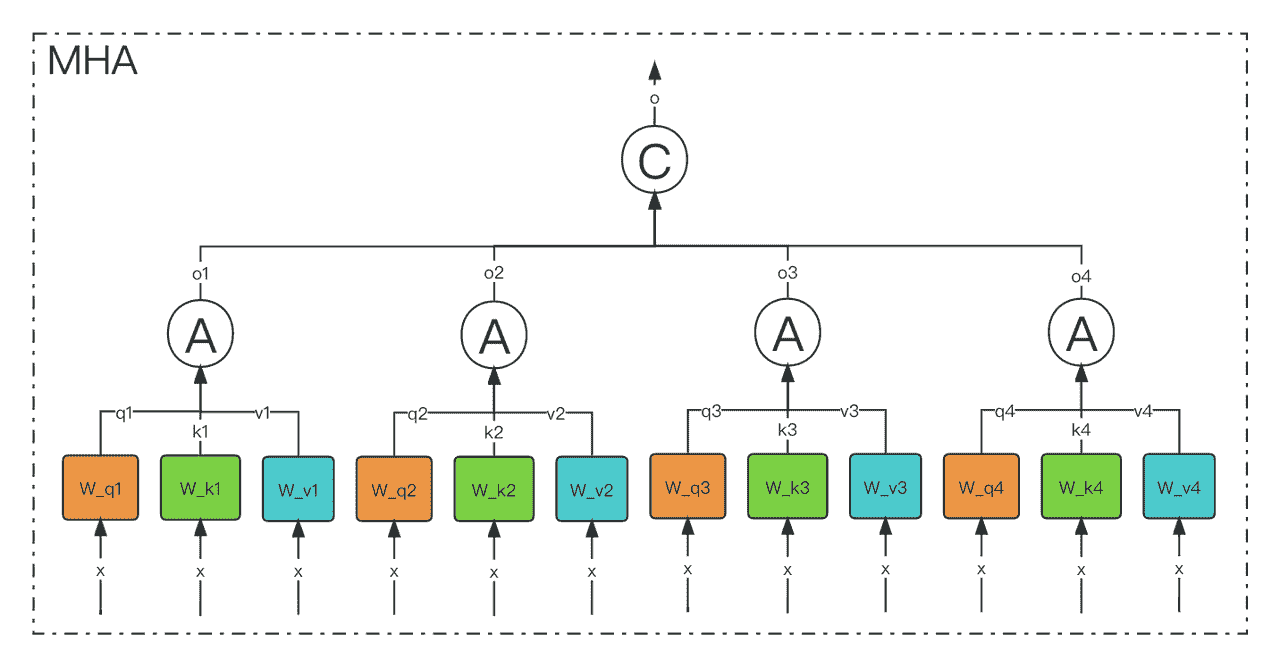 MHA
o
C
o1 o2 o3 o4
A A A A
q1 v1 q2 v2 q3 v3 q4 v4
k1 k2 k3 k4
W_q1 W_k1 W_v1 W_q2 W_k2 W_v2 W_q3 W_k3 W_v3 W_q4 W_k4 W_v4
x x x x x x x x x x x x